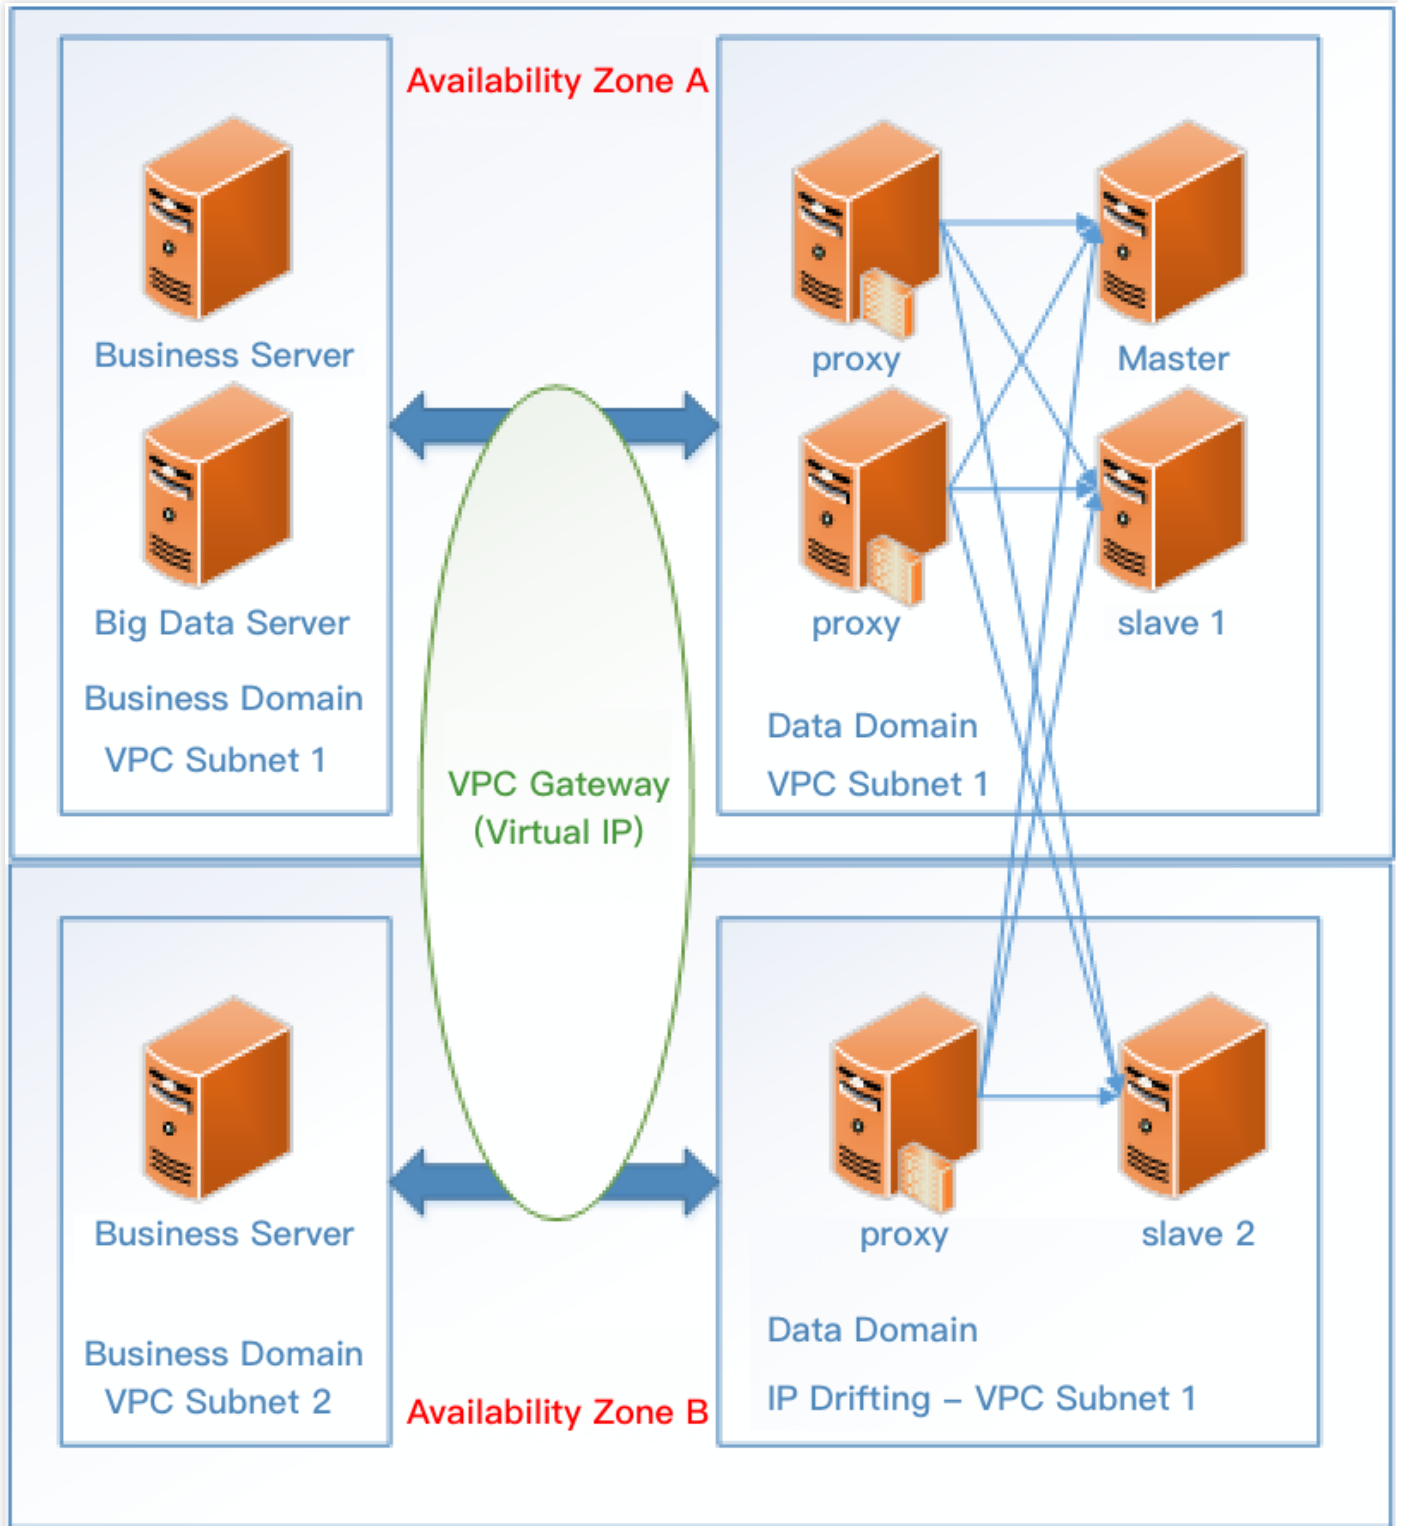 Availability Zone A
Business Server
proxy
Master
Big Data Server
proxy
slave 1
Business Domain
VPC Subnet 1
Data Domain
VPC Subnet 1
VPC Gateway
(Virtual IP)
Business Server
proxy
slave 2
Business Domain
VPC Subnet 2
Data Domain
IP Drifting – VPC Subnet 1
Availability Zone B